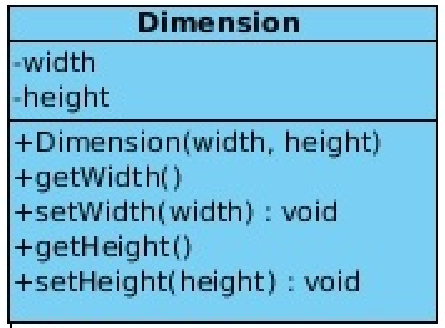 Dimension
-width
-height
+Dimension(width, height)
+getWidth()
+setWidth(width) : void
+getHeight()
+setHeight(height) : void